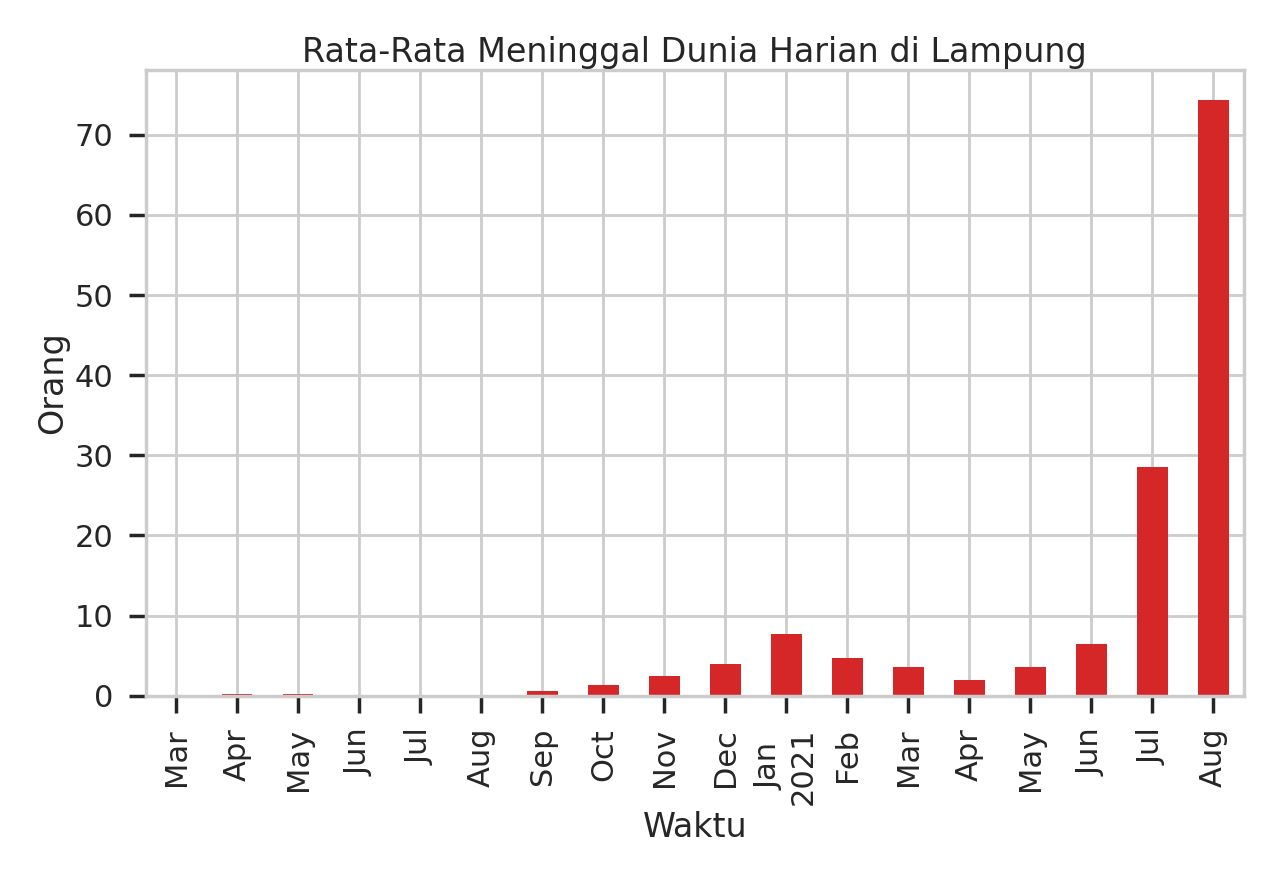 Rata-Rata Meninggal Dunia Harian di Lampung
70
60
50
40
30
20
10
0
Orang
Mar
Apr
May
Jun
Jul
Aug
Sep
Oct
Nov
Dec
Jan
2021
Feb
Mar
Apr
May
Jun
Jul
Aug
Waktu